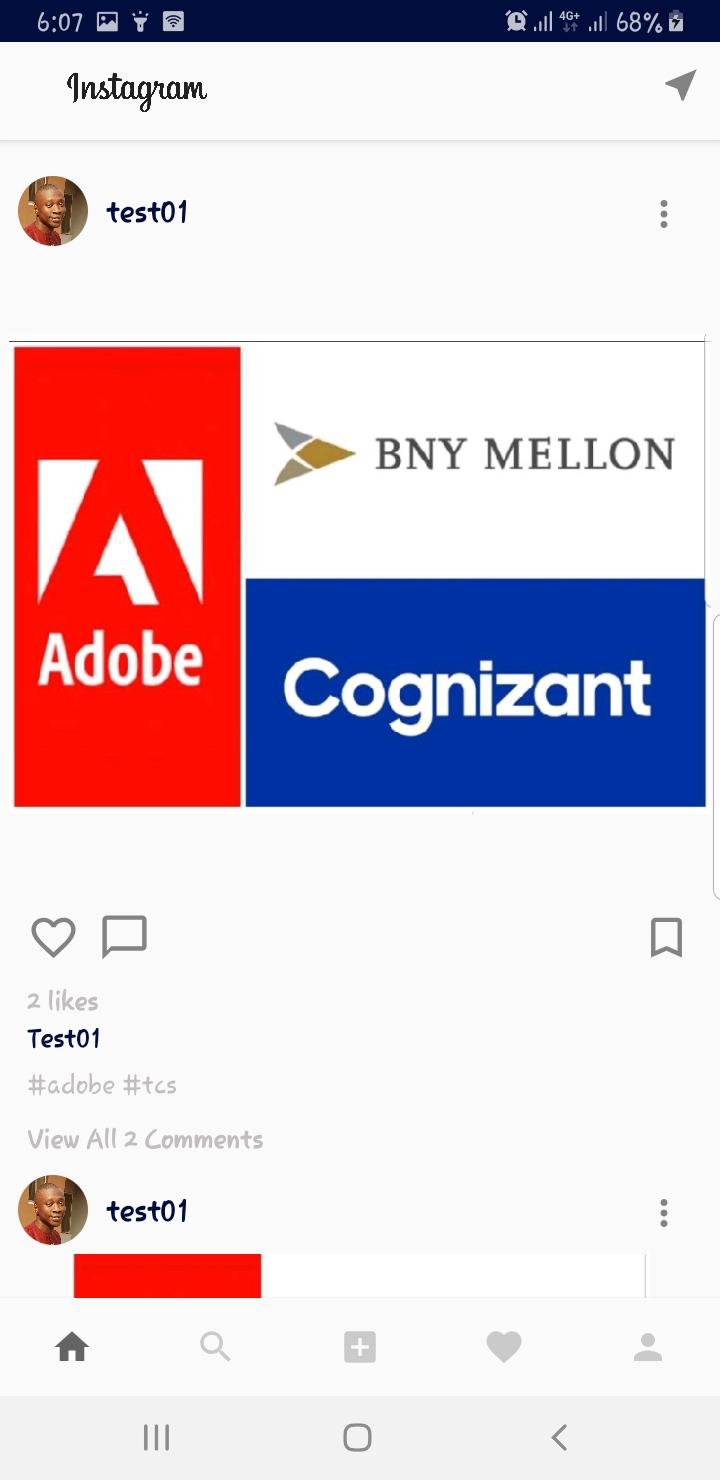 6:07 4G+ 68%
Instagram
test01
BNY MELLON
Adobe
Cognizant
2 likes
Test01
#adobe #tcs
View All 2 Comments
test01